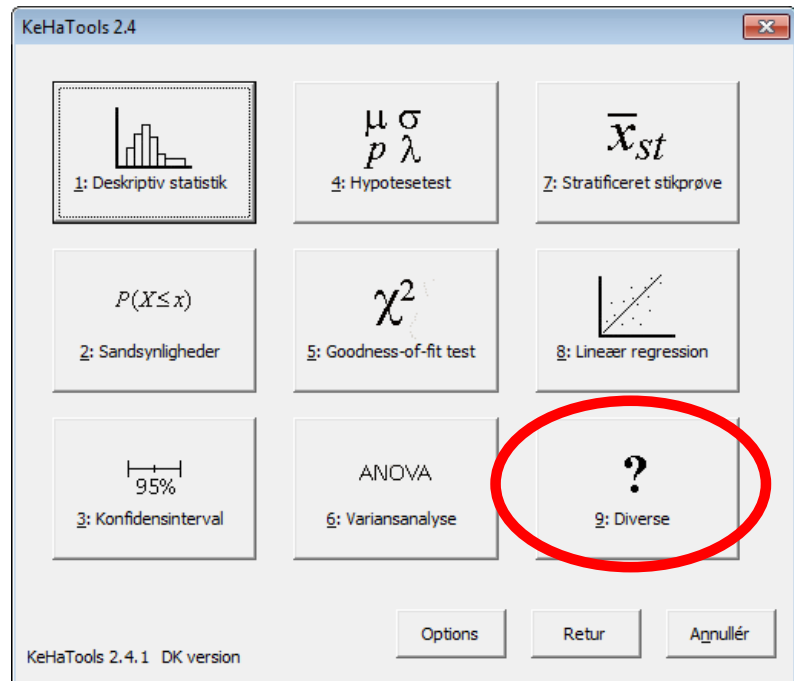 KeHaTools 2.4
1: Deskriptiv statistik
μ σ
p λ
4: Hypotesetest
x̅st
7: Stratificeret stikprøve
P(X≤x)
2: Sandsynligheder
χ²
5: Goodness-of-fit test
8: Lineær regression
95%
3: Konfidensinterval
ANOVA
6: Variansanalyse
?
9: Diverse
Options
Retur
Annullér
KeHaTools 2.4.1 DK version